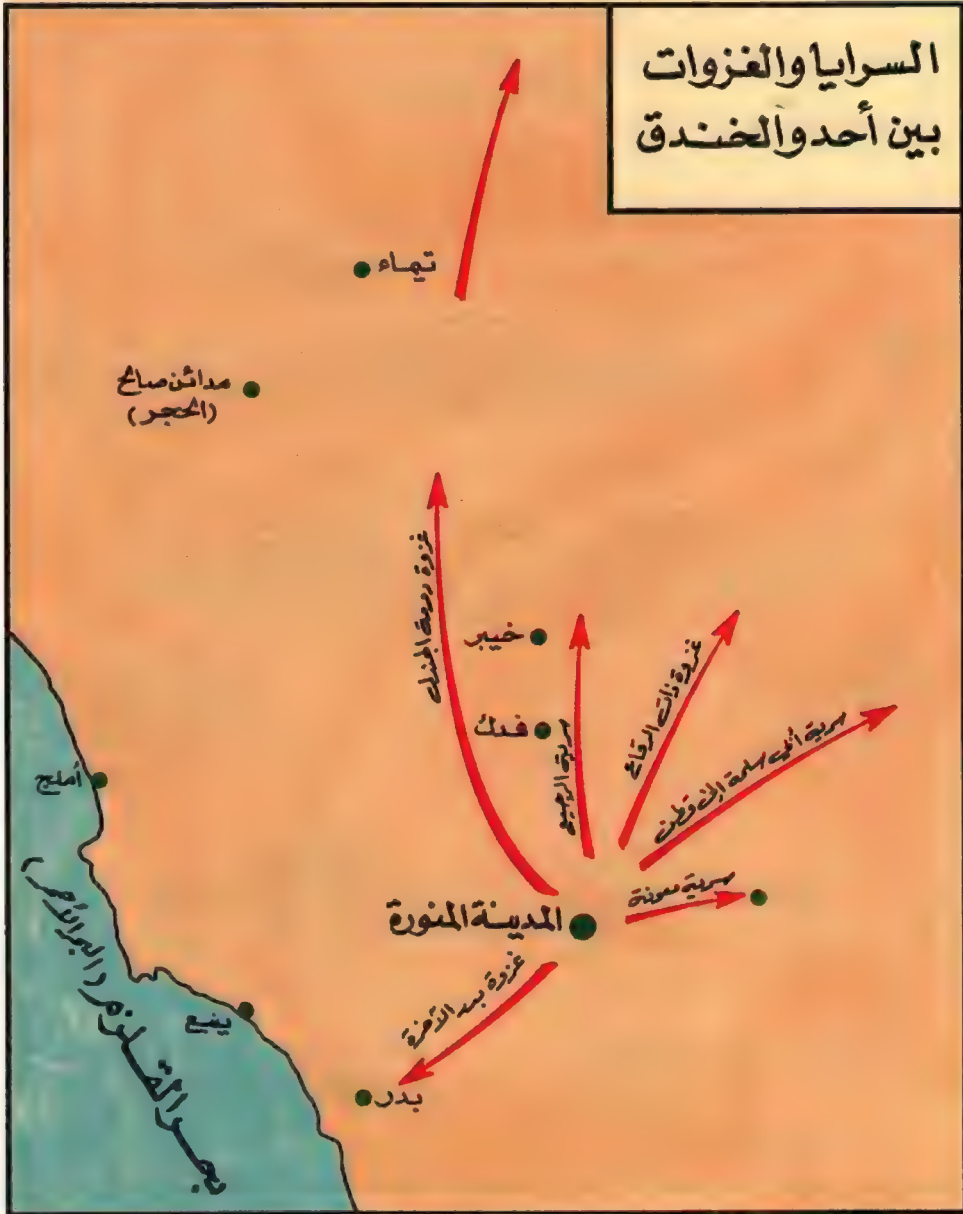 السرايا والغزوات
بين أحد والخندق
تيماء
مدائن صالح
(الحجر)
غزوة دومة الجندل
خيبر
فدك
سرية الرجيع
غزوة ذات الرقاع
سرية أبي سلمة إلى قطن
سرية معونة
أملج
المدينة المنورة
غزوة بدر الآخرة
ينبع
بدر
بحر القلزم (البحر الأحمر)